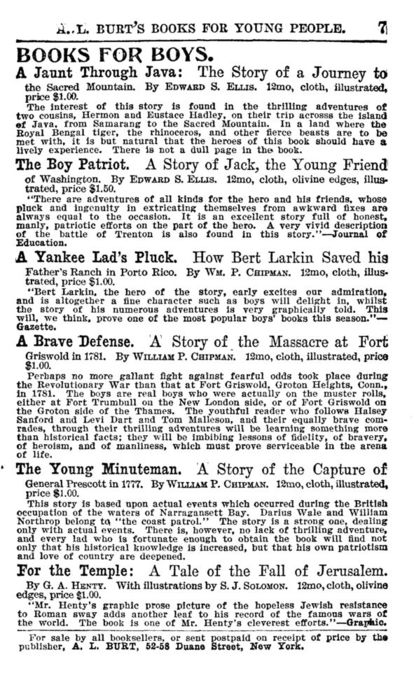 A. L. BURT'S BOOKS FOR YOUNG PEOPLE. 7
BOOKS FOR BOYS.
A Jaunt Through Java: The Story of a Journey to
the Sacred Mountain. By EDWARD S. ELLIS. 12mo, cloth, illustrated,
price $1.00.
The interest of this story is found in the thrilling adventures of
two cousins, Hermon and Eustace Hadley, on their trip acrosss the island
of Java, from Samarang to the Sacred Mountain. In a land where the
Royal Bengal tiger, the rhinoceros, and other fierce beasts are to be
met with, it is but natural that the heroes of this book should have a
lively experience. There is not a dull page in the book.
The Boy Patriot. A Story of Jack, the Young Friend
of Washington. By EDWARD S. ELLIS. 12mo, cloth, olivine edges, illus-
trated, price $1.50.
"There are adventures of all kinds for the hero and his friends, whose
pluck and ingenuity in extricating themselves from awkward fixes are
always equal to the occasion. It is an excellent story full of honest,
manly, patriotic efforts on the part of the hero. A very vivid description
of the battle of Trenton is also found in this story."—Journal of
Education.
A Yankee Lad's Pluck. How Bert Larkin Saved his
Father's Ranch in Porto Rico. By WM. P. CHIPMAN. 12mo, cloth, illus-
trated, price $1.00.
"Bert Larkin, the hero of the story, early excites our admiration,
and is altogether a fine character such as boys will delight in, whilst
the story of his numerous adventures is very graphically told. This
will, we think, prove one of the most popular boys' books this season."—
Gazette.
A Brave Defense. A Story of the Massacre at Fort
Griswold in 1781. By WILLIAM P. CHIPMAN. 12mo, cloth, illustrated, price
$1.00.
Perhaps no more gallant fight against fearful odds took place during
the Revolutionary War than that at Fort Griswold, Groton Heights, Conn.,
in 1781. The boys are real boys who were actually on the muster rolls,
either at Fort Trumbull on the New London side, or of Fort Griswold on
the Groton side of the Thames. The youthful reader who follows Halsey
Sanford and Levi Dart and Tom Malleson, and their equally brave com-
rades, through their thrilling adventures will be learning something more
than historical facts; they will be imbibing lessons of fidelity, of bravery,
of heroism, and of manliness, which must prove serviceable in the arena
of life.
The Young Minuteman. A Story of the Capture of
General Prescott in 1777. By WILLIAM P. CHIPMAN. 12mo, cloth, illustrated,
price $1.00.
This story is based upon actual events which occurred during the British
occupation of the waters of Narragansett Bay. Darius Wale and William
Northrop belong to "the coast patrol." The story is a strong one, dealing
only with actual events. There is, however, no lack of thrilling adventure,
and every lad who is fortunate enough to obtain the book will find not
only that his historical knowledge is increased, but that his own patriotism
and love of country are deepened.
For the Temple: A Tale of the Fall of Jerusalem.
By G. A. HENTY. With illustrations by S. J. SOLOMON. 12mo, cloth, olivine
edges, price $1.00.
"Mr. Henty's graphic prose picture of the hopeless Jewish resistance
to Roman sway adds another leaf to his record of the famous wars of
the world. The book is one of Mr. Henty's cleverest efforts."—Graphic.
For sale by all booksellers, or sent postpaid on receipt of price by the
publisher, A. L. BURT, 52-58 Duane Street, New York.